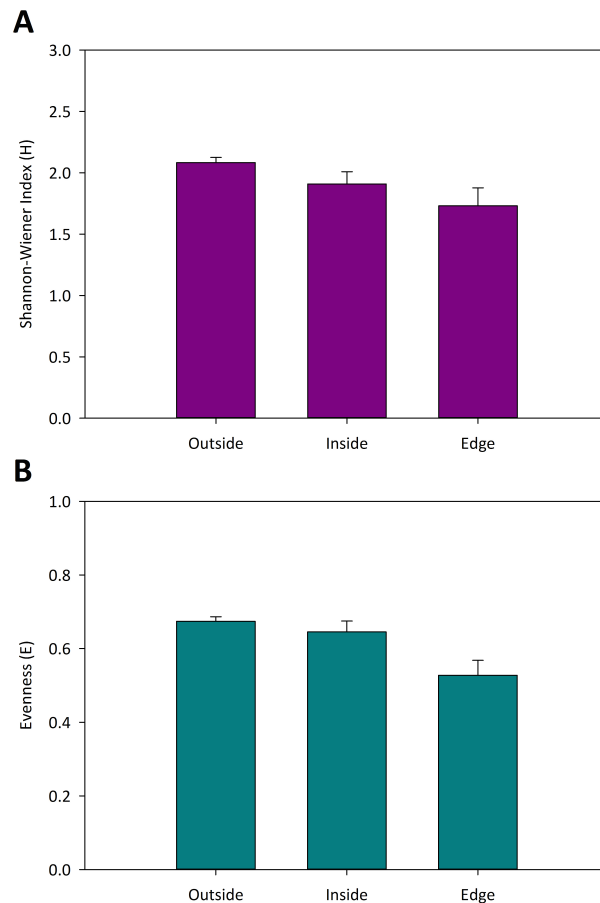 A
3.0
2.5
2.0
1.5
1.0
0.5
0.0
Shannon-Wiener Index (H)
Outside Inside Edge
B
1.0
0.8
0.6
0.4
0.2
0.0
Evenness (E)
Outside Inside Edge